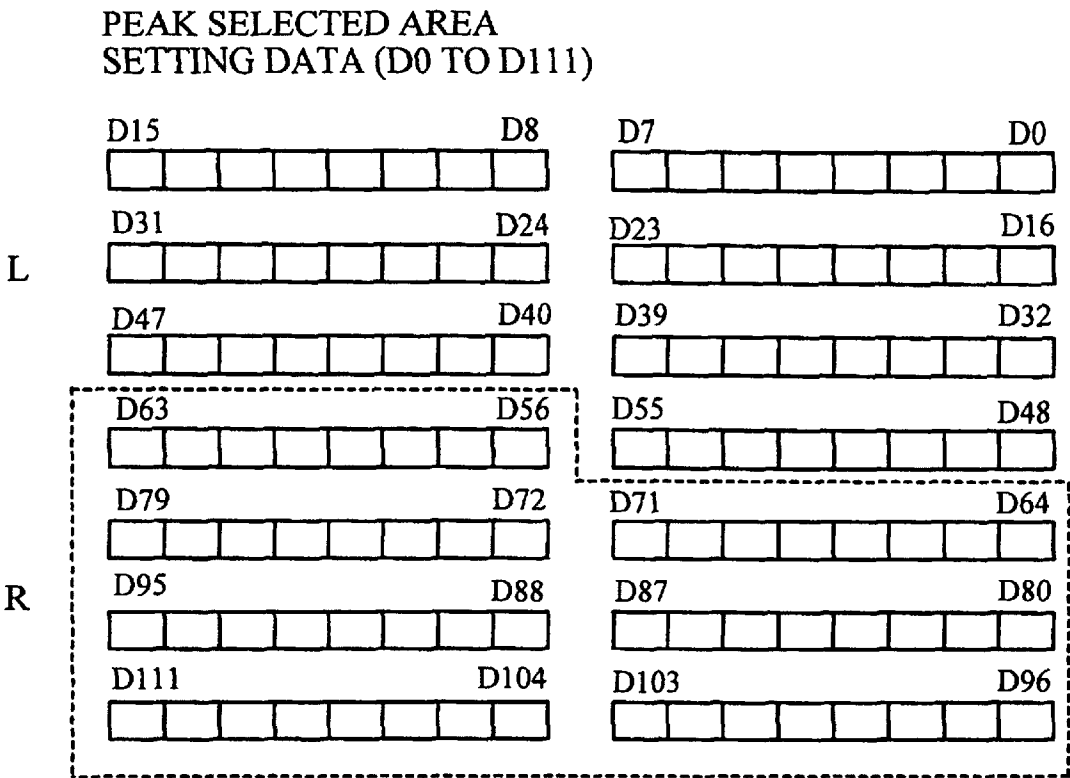 PEAK SELECTED AREA
SETTING DATA (D0 TO D111)
D15 D8 D7 D0
D31 D24 D23 D16
L
D47 D40 D39 D32
D63 D56 D55 D48
D79 D72 D71 D64
R
D95 D88 D87 D80
D111 D104 D103 D96